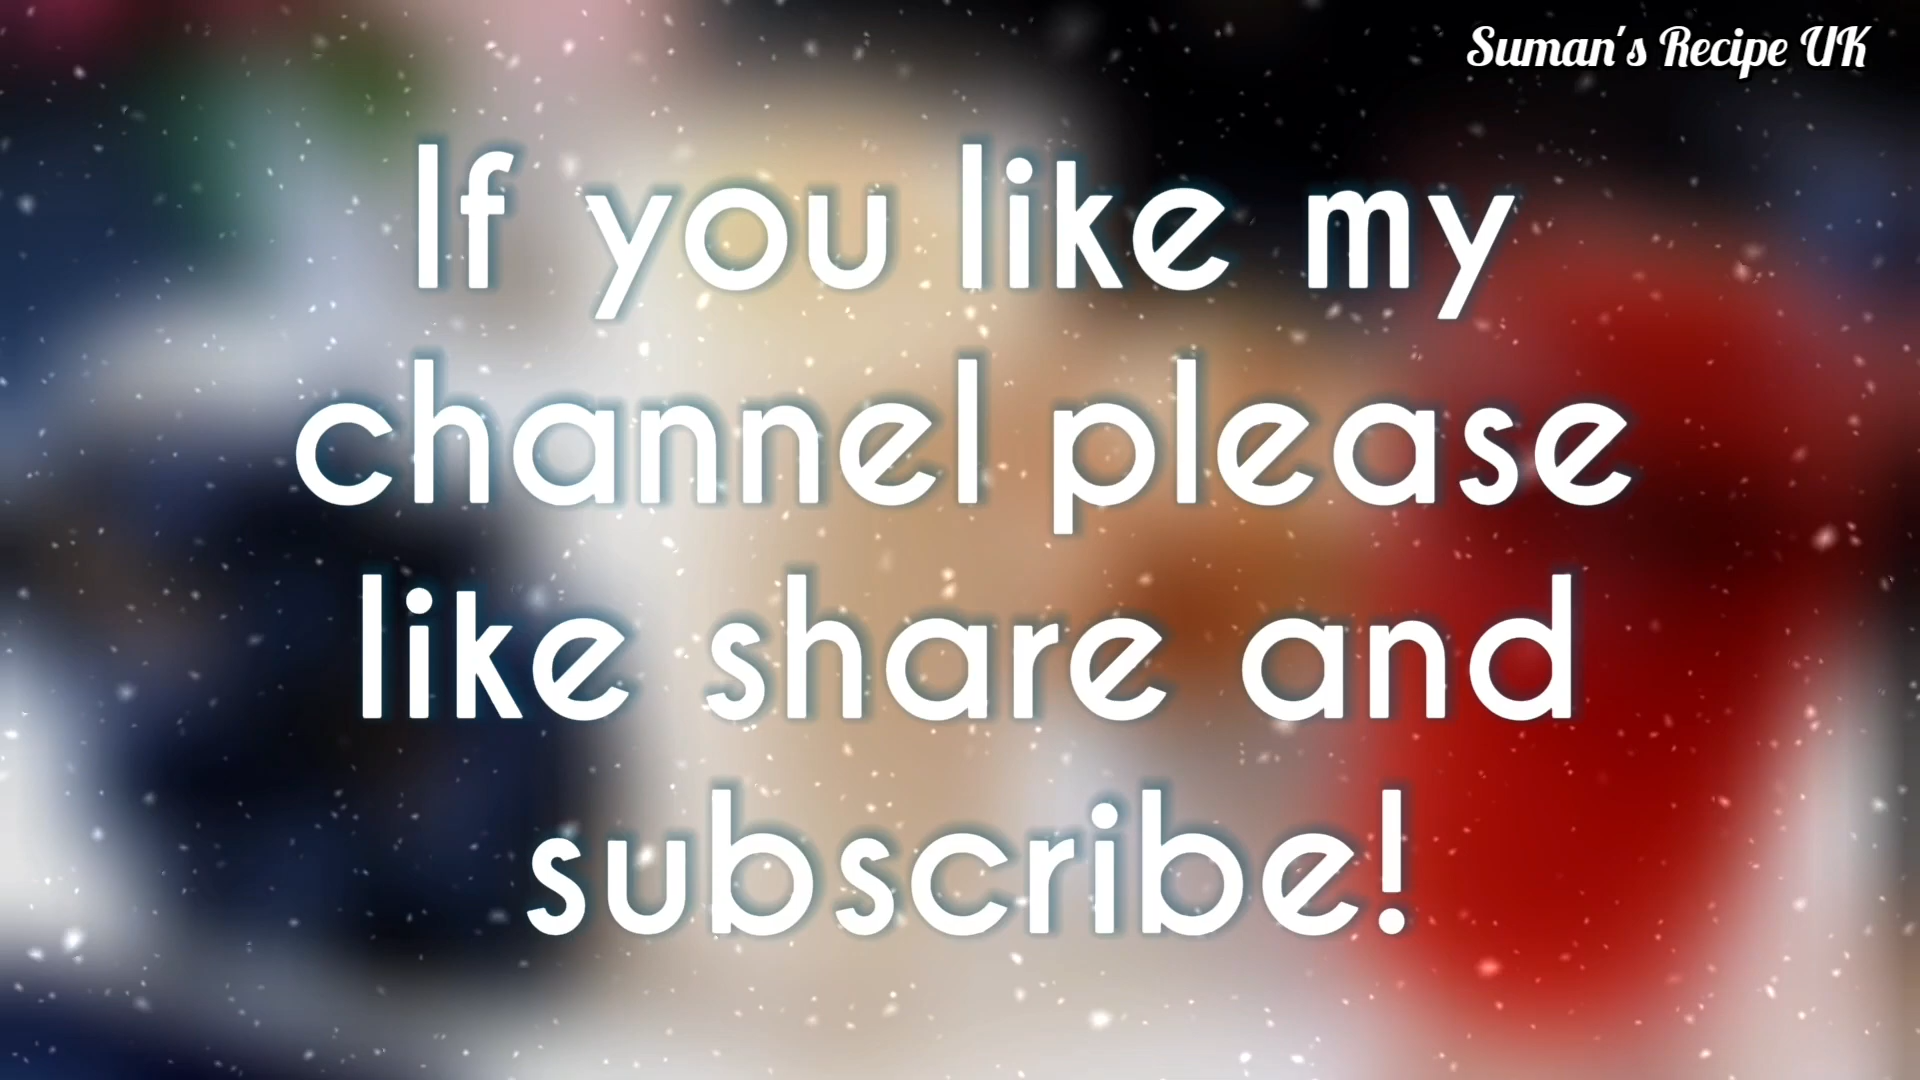 Suman's Recipe UK
If you like my
channel please
like share and
subscribe!